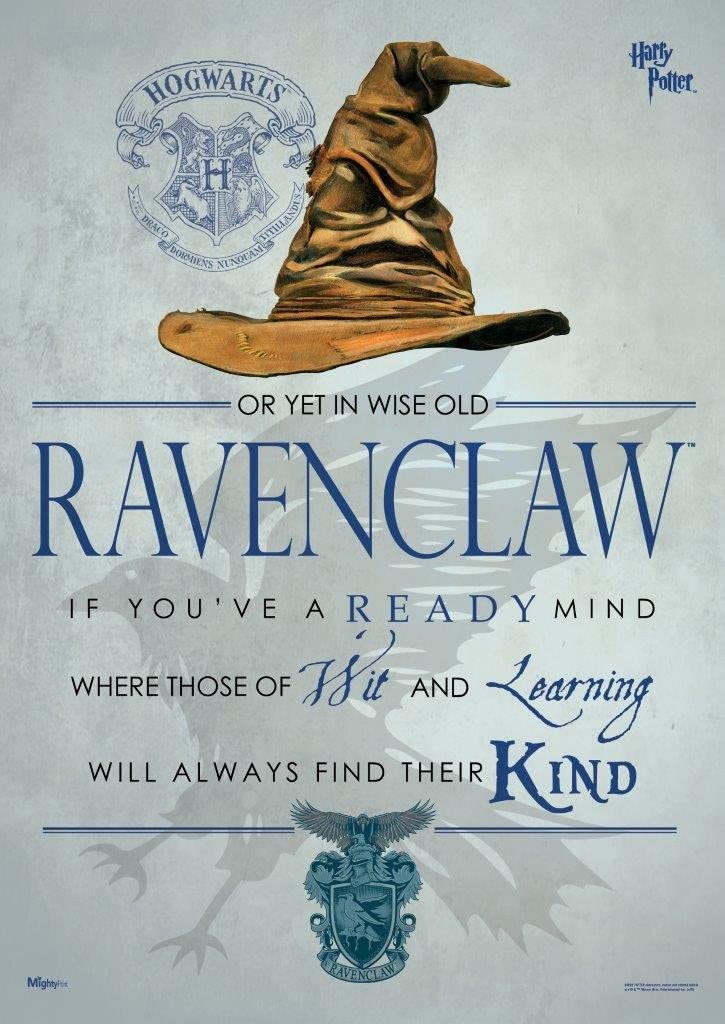 HOGWARTS
H
DRACO DORMIENS NUNQUAM TITILLANDUS
Harry
Potter
OR YET IN WISE OLD
RAVENCLAW™
IF YOU'VE A READY MIND
WHERE THOSE OF Wit AND Learning
WILL ALWAYS FIND THEIR KIND
RAVENCLAW
MightyPrint